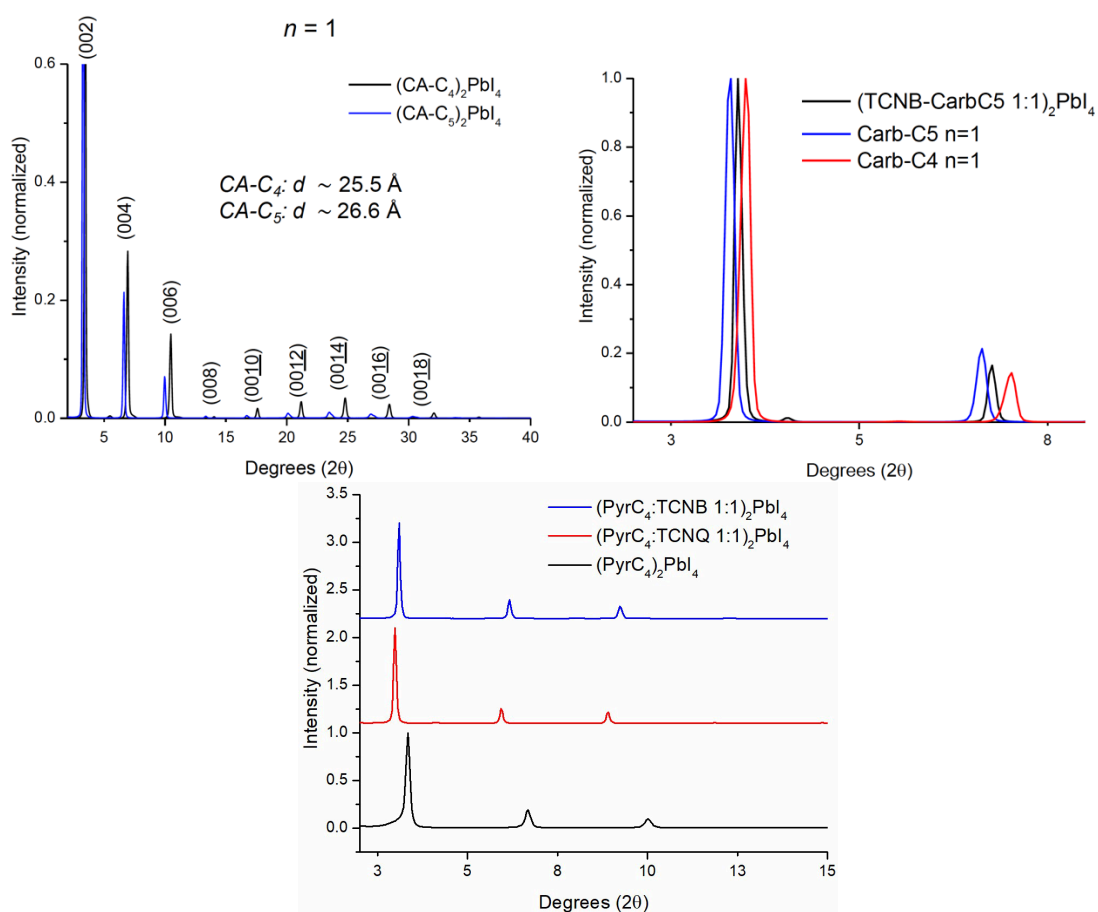 n = 1
(002)
(004)
(006)
(008)
(0010)
(0012)
(0014)
(0016)
(0018)
(CA-C₄)₂PbI₄
(CA-C₅)₂PbI₄
CA-C₄: d ~ 25.5 Å
CA-C₅: d ~ 26.6 Å
Intensity (normalized)
0.6
0.4
0.2
0.0
5 10 15 20 25 30 35 40
Degrees (2θ)
(TCNB-CarbC5 1:1)₂PbI₄
Carb-C5 n=1
Carb-C4 n=1
Intensity (normalized)
1.0
0.8
0.6
0.4
0.2
0.0
3 5 8
Degrees (2θ)
(PyrC₄:TCNB 1:1)₂PbI₄
(PyrC₄:TCNQ 1:1)₂PbI₄
(PyrC₄)₂PbI₄
Intensity (normalized)
3.5
3.0
2.5
2.0
1.5
1.0
0.5
0.0
3 5 8 10 13 15
Degrees (2θ)